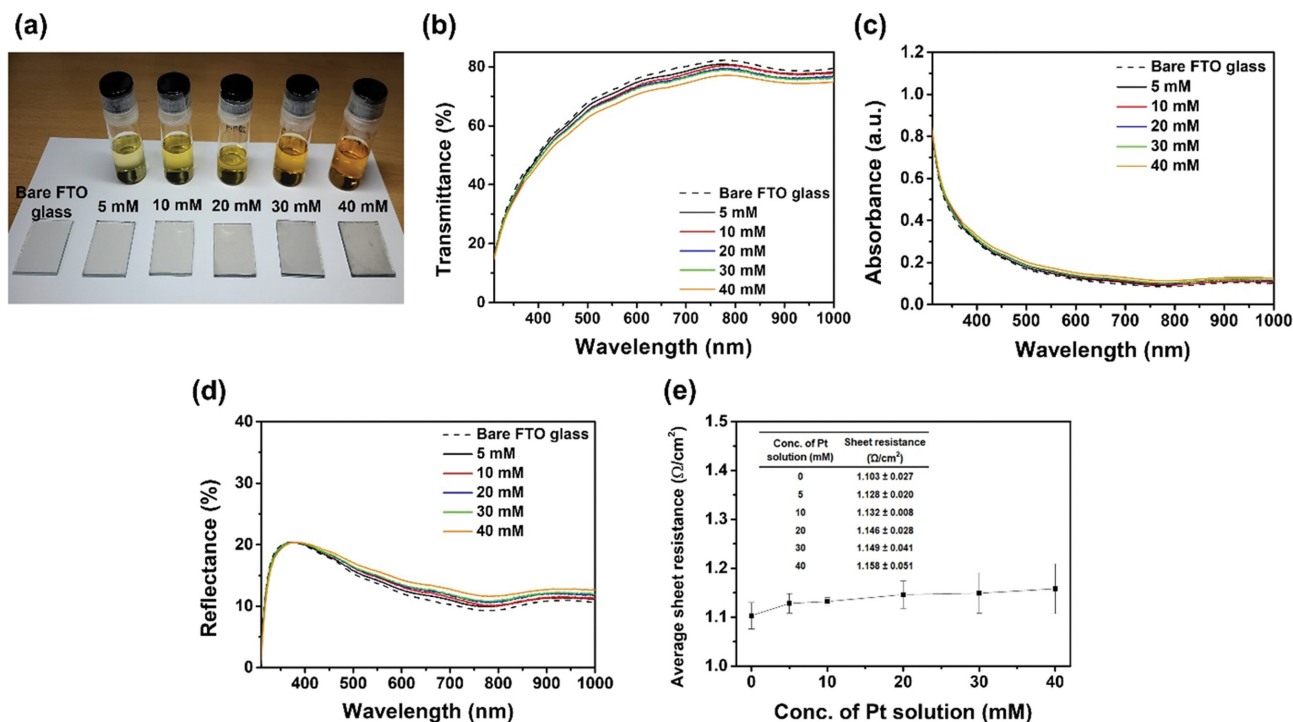 (a)
Bare FTO
glass
5 mM
10 mM
20 mM
30 mM
40 mM
(b)
Transmittance (%)
80
60
40
20
0
Bare FTO glass
5 mM
10 mM
20 mM
30 mM
40 mM
400 500 600 700 800 900 1000
Wavelength (nm)
(c)
Absorbance (a.u.)
1.2
1.0
0.8
0.6
0.4
0.2
0.0
Bare FTO glass
5 mM
10 mM
20 mM
30 mM
40 mM
400 500 600 700 800 900 1000
Wavelength (nm)
(d)
Reflectance (%)
40
30
20
10
0
Bare FTO glass
5 mM
10 mM
20 mM
30 mM
40 mM
400 500 600 700 800 900 1000
Wavelength (nm)
(e)
Average sheet resistance (Ω/cm²)
1.5
1.4
1.3
1.2
1.1
1.0
Conc. of Pt Sheet resistance
solution (mM) (Ω/cm²)
0 1.103 ± 0.027
5 1.128 ± 0.020
10 1.132 ± 0.008
20 1.146 ± 0.028
30 1.149 ± 0.041
40 1.158 ± 0.051
0 10 20 30 40
Conc. of Pt solution (mM)